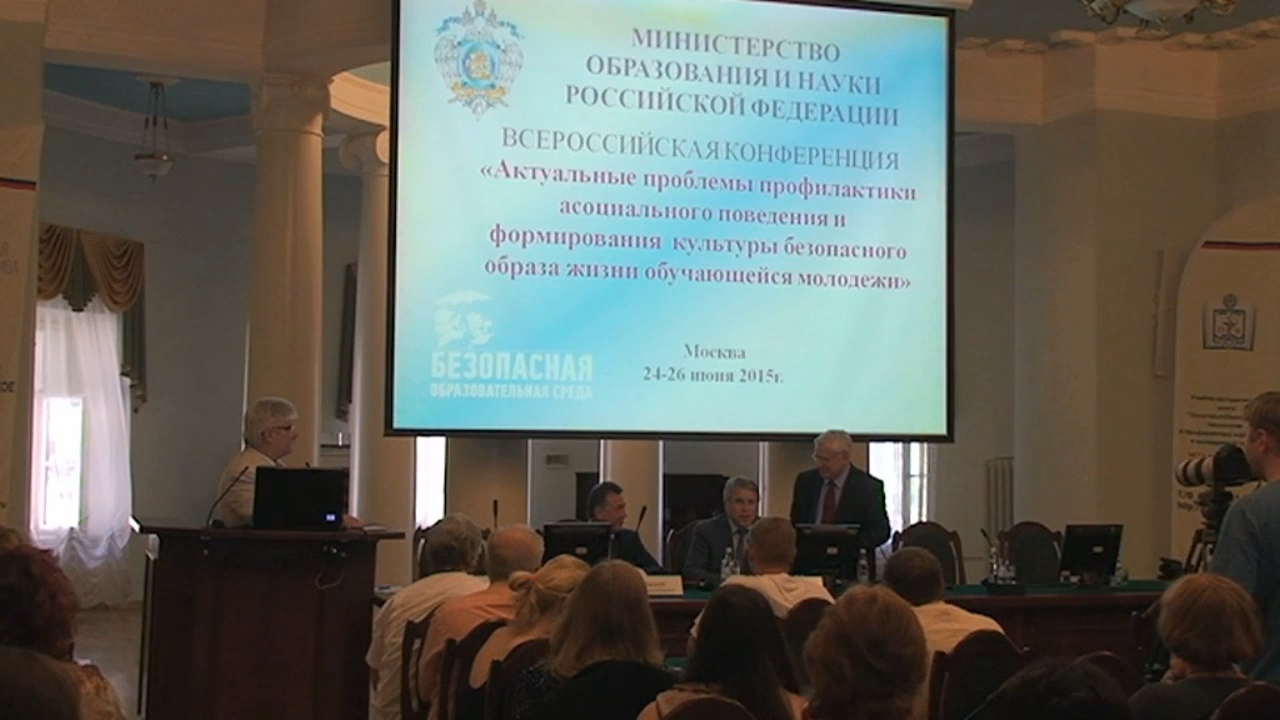 МИНИСТЕРСТВО
ОБРАЗОВАНИЯ И НАУКИ
РОССИЙСКОЙ ФЕДЕРАЦИИ
ВСЕРОССИЙСКАЯ КОНФЕРЕНЦИЯ
«Актуальные проблемы профилактики
асоциального поведения и
формирования культуры безопасного
образа жизни обучающейся молодежи»
БЕЗОПАСНАЯ
ОБРАЗОВАТЕЛЬНАЯ СРЕДА
Москва
24-26 июня 2015г.